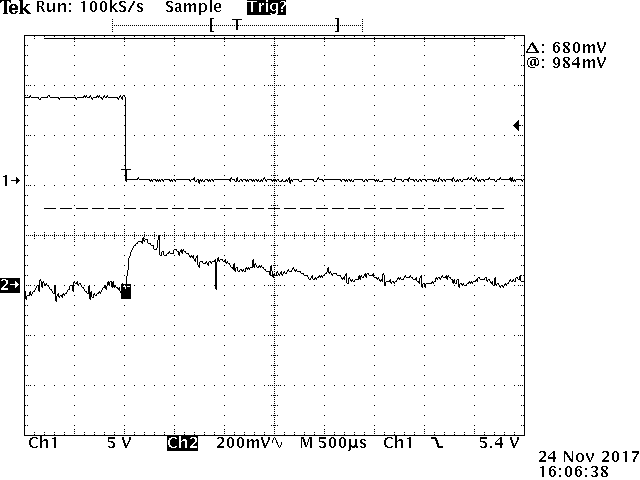 Tek Run: 100kS/s Sample Trig?
[ T ]
Δ: 680mV
@: 984mV
1
T
2
Ch1 5 V Ch2 200mV∿ M 500µs Ch1 5.4 V
24 Nov 2017
16:06:38